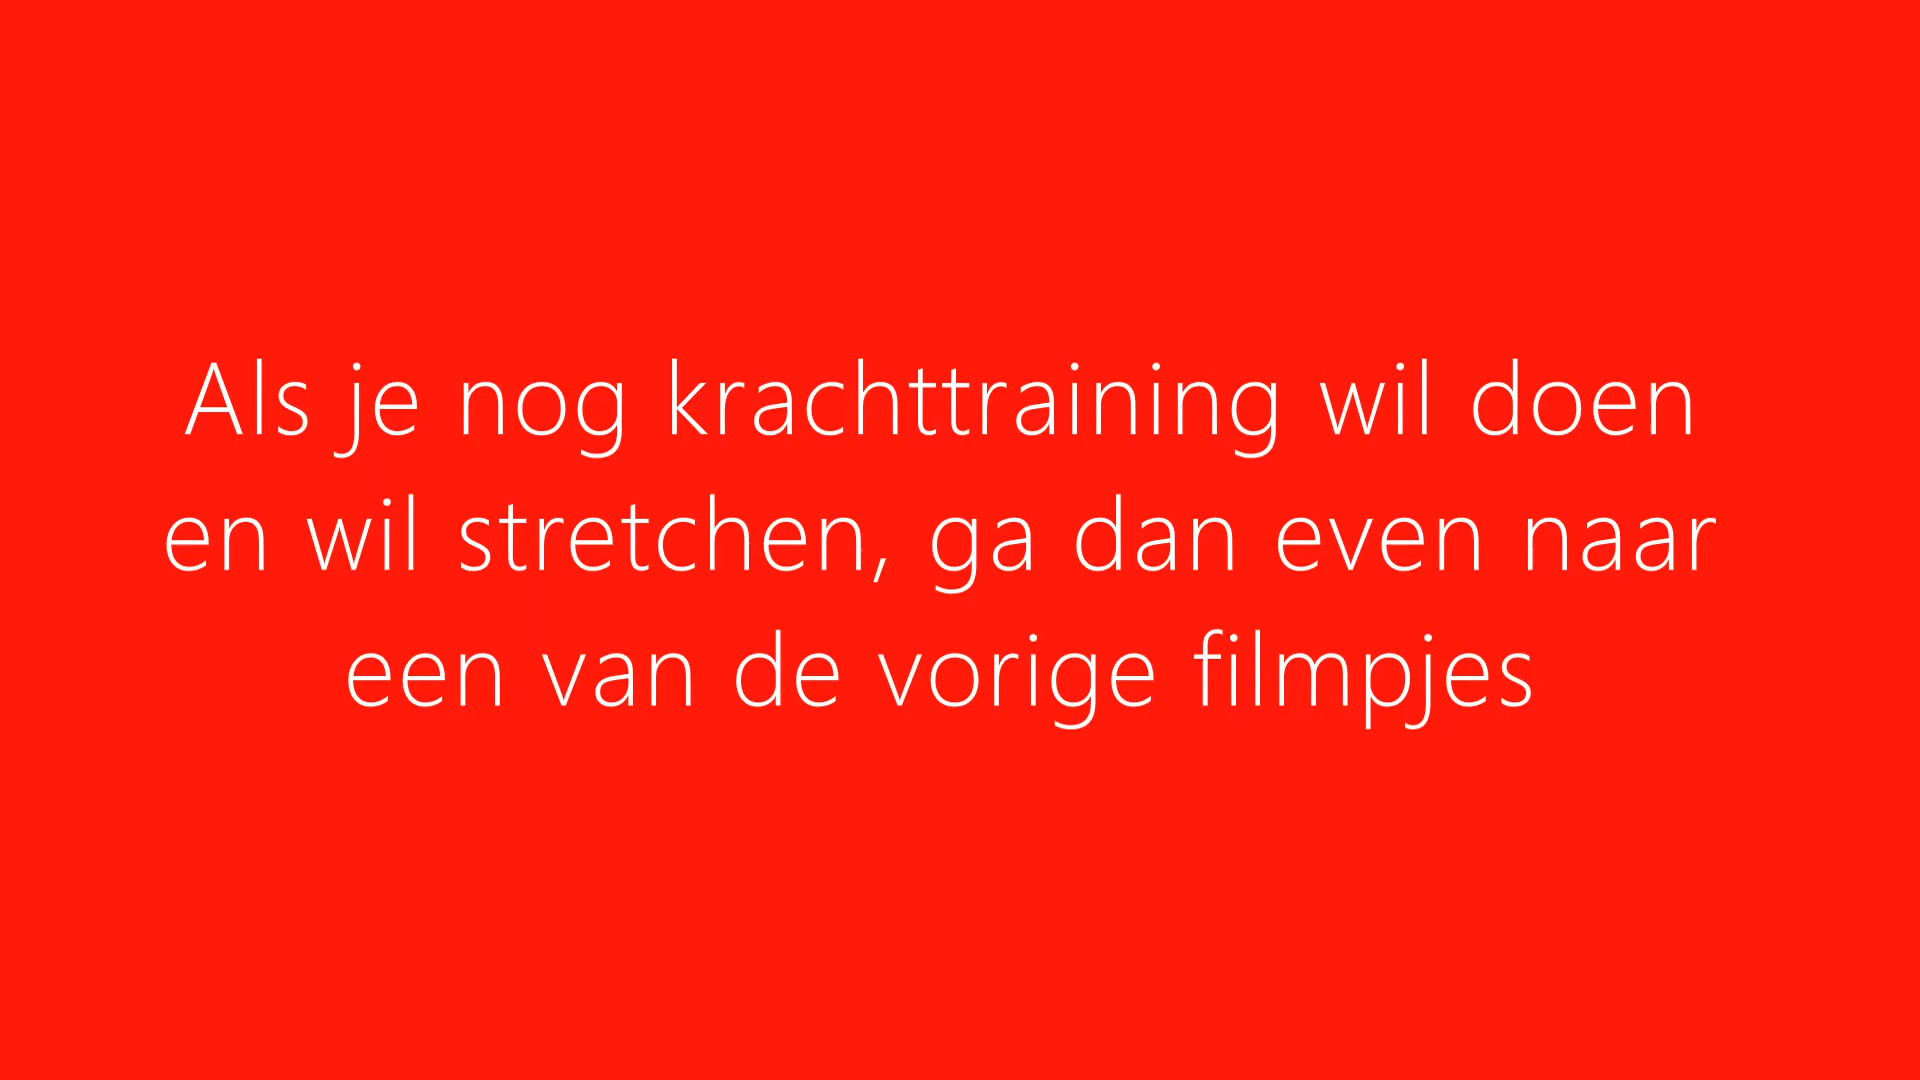 Als je nog krachttraining wil doen
en wil stretchen, ga dan even naar
een van de vorige filmpjes